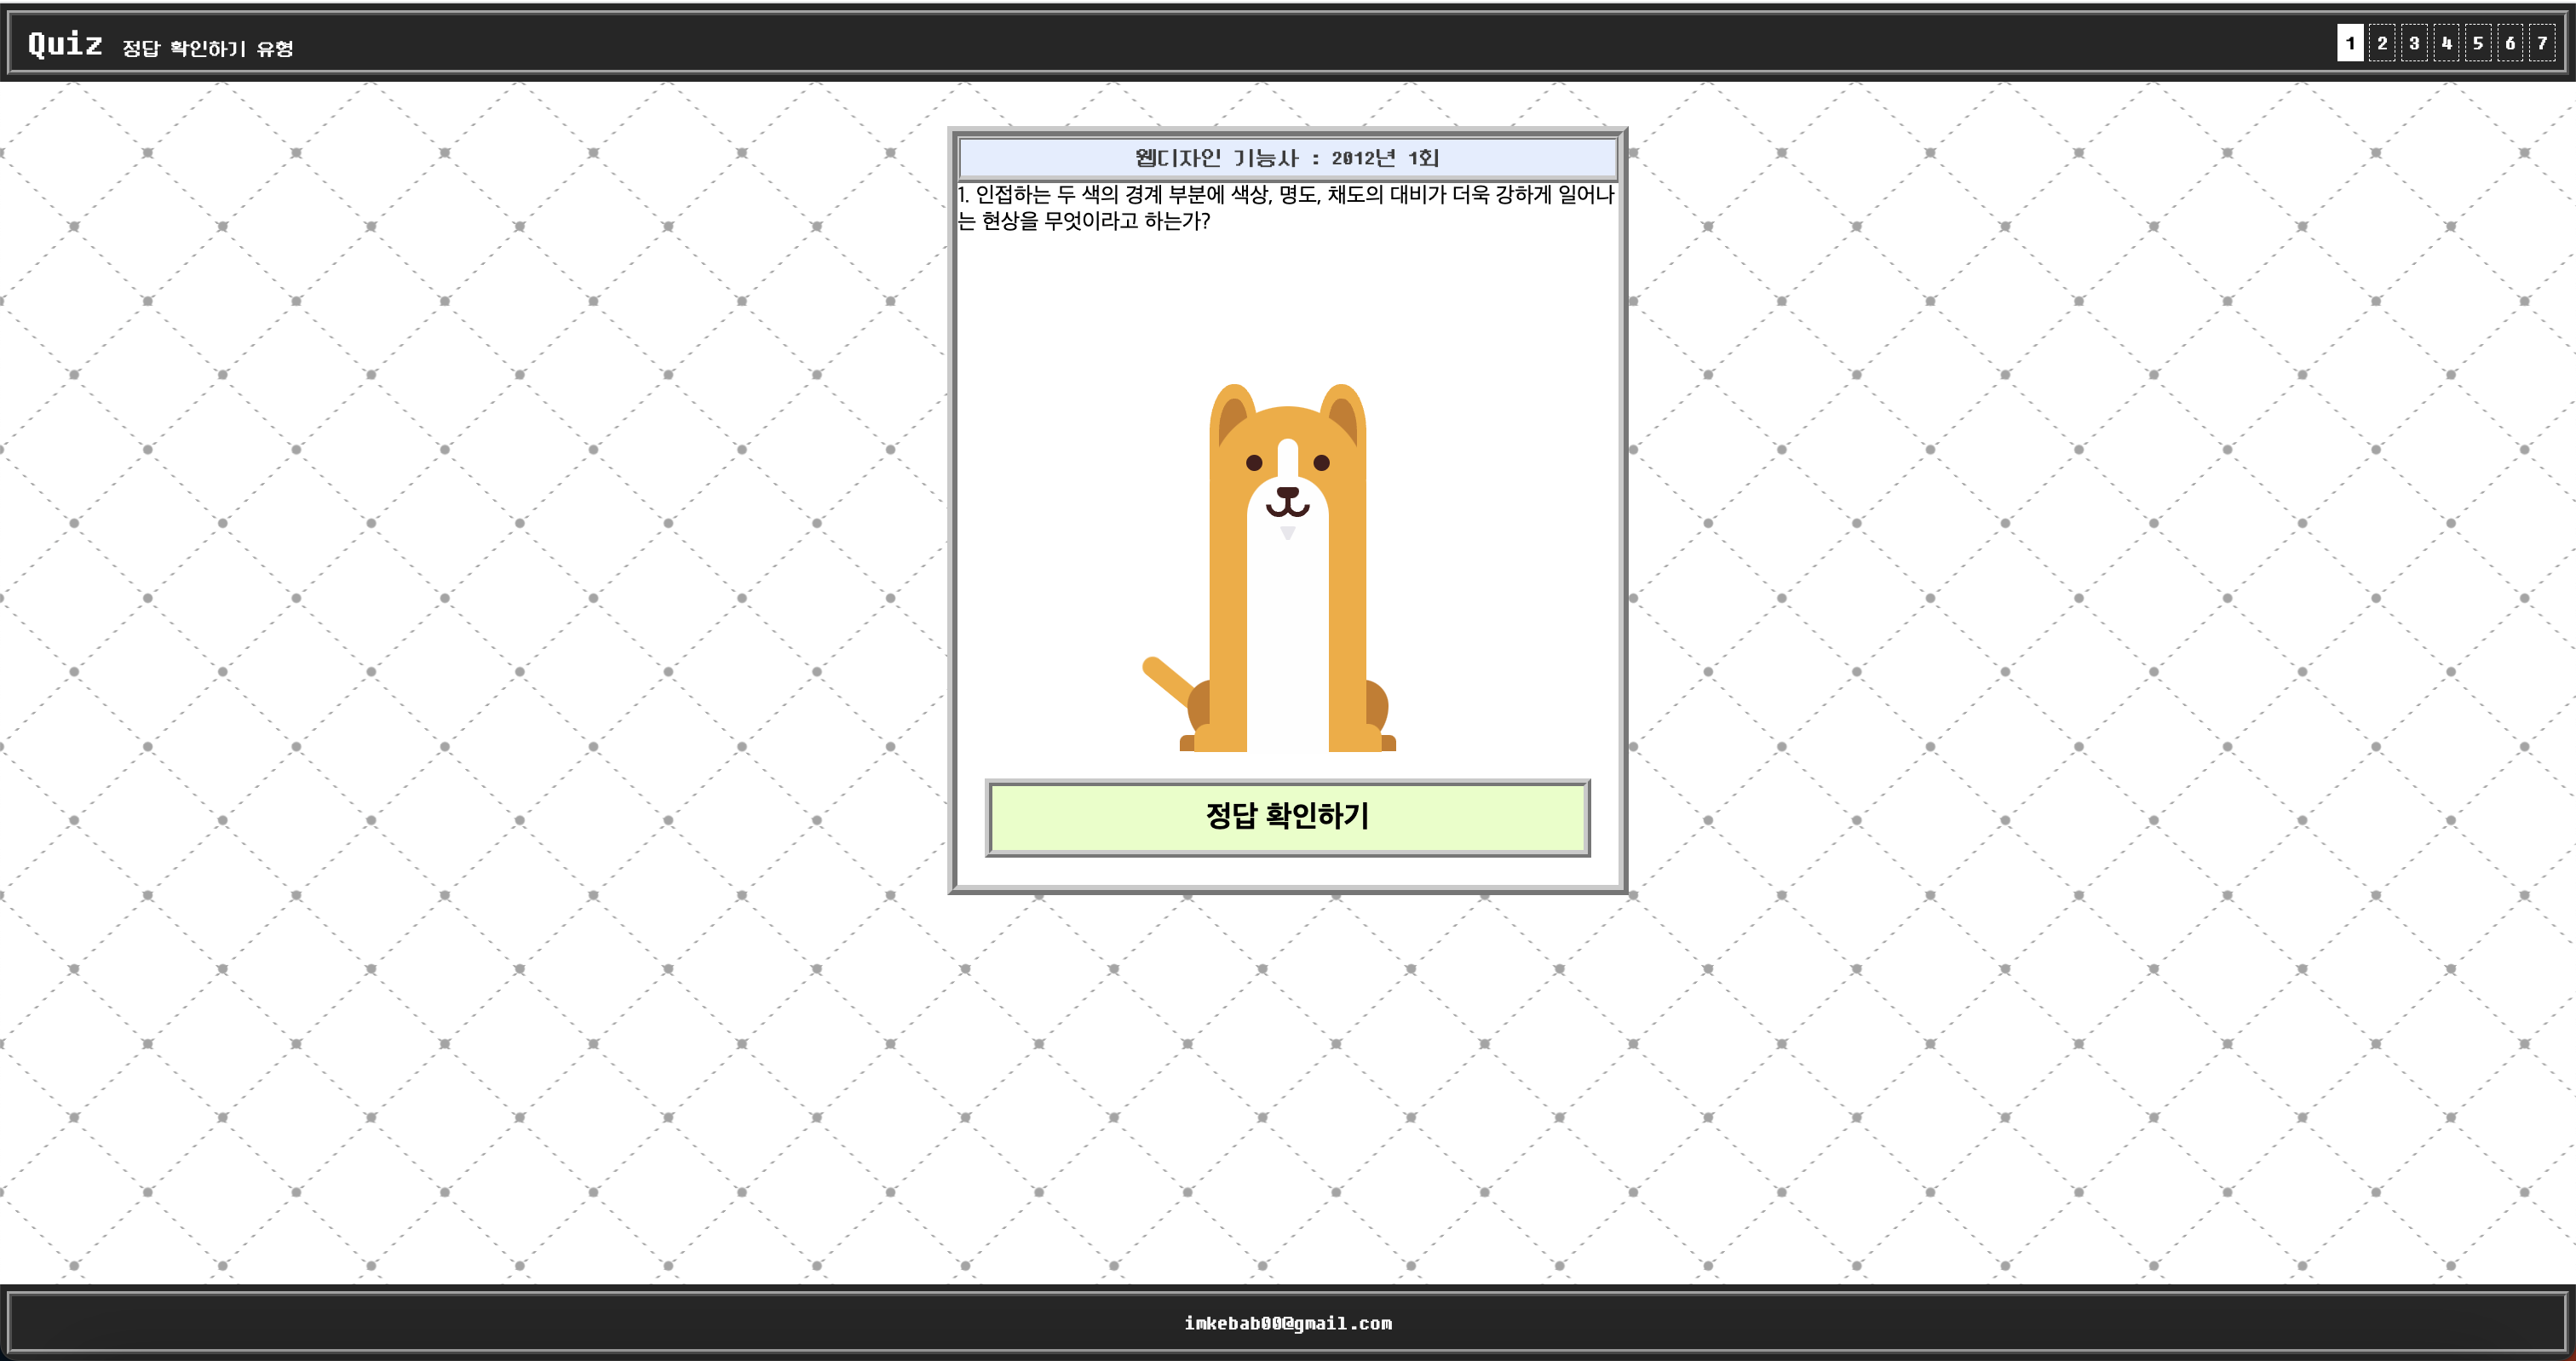 Quiz 정답 확인하기 유형
1 2 3 4 5 6 7
웹디자인 기능사 : 2012년 1회
1. 인접하는 두 색의 경계 부분에 색상, 명도, 채도의 대비가 더욱 강하게 일어나
는 현상을 무엇이라고 하는가?
정답 확인하기
imkebab00@gmail.com